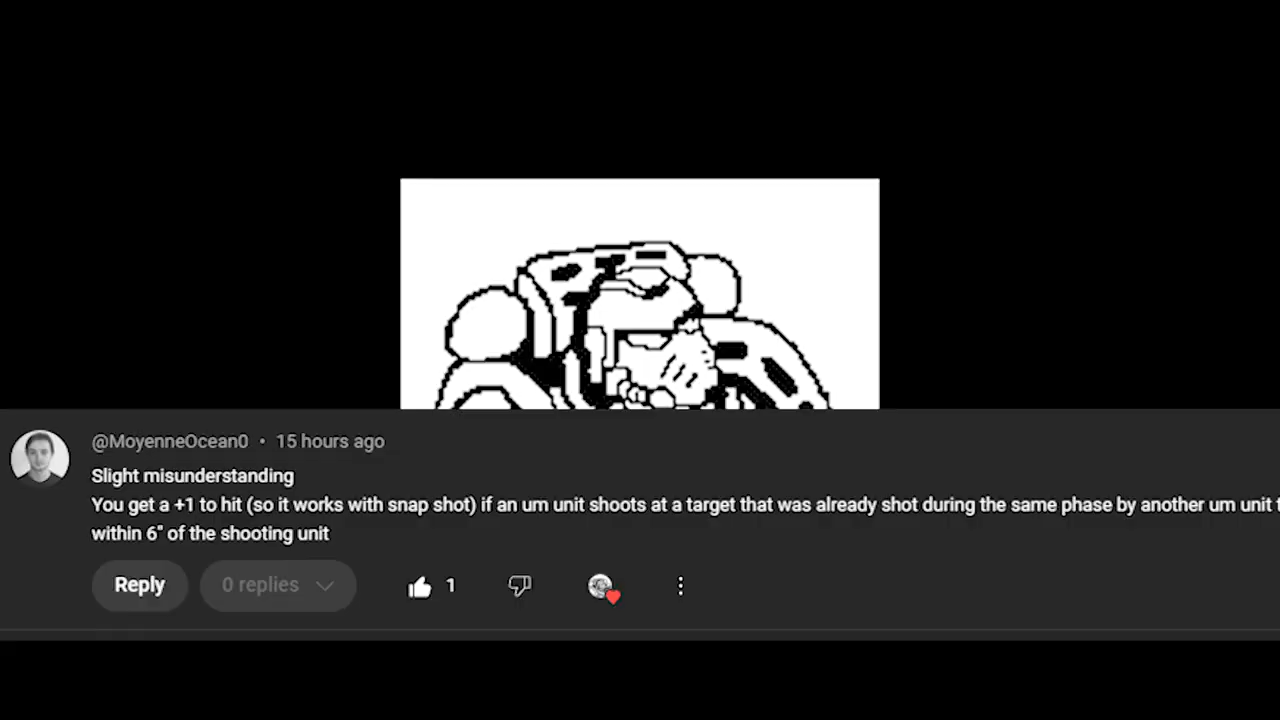 @MoyenneOcean0 • 15 hours ago
Slight misunderstanding
You get a +1 to hit (so it works with snap shot) if an um unit shoots at a target that was already shot during the same phase by another um unit
within 6" of the shooting unit
Reply
0 replies
1